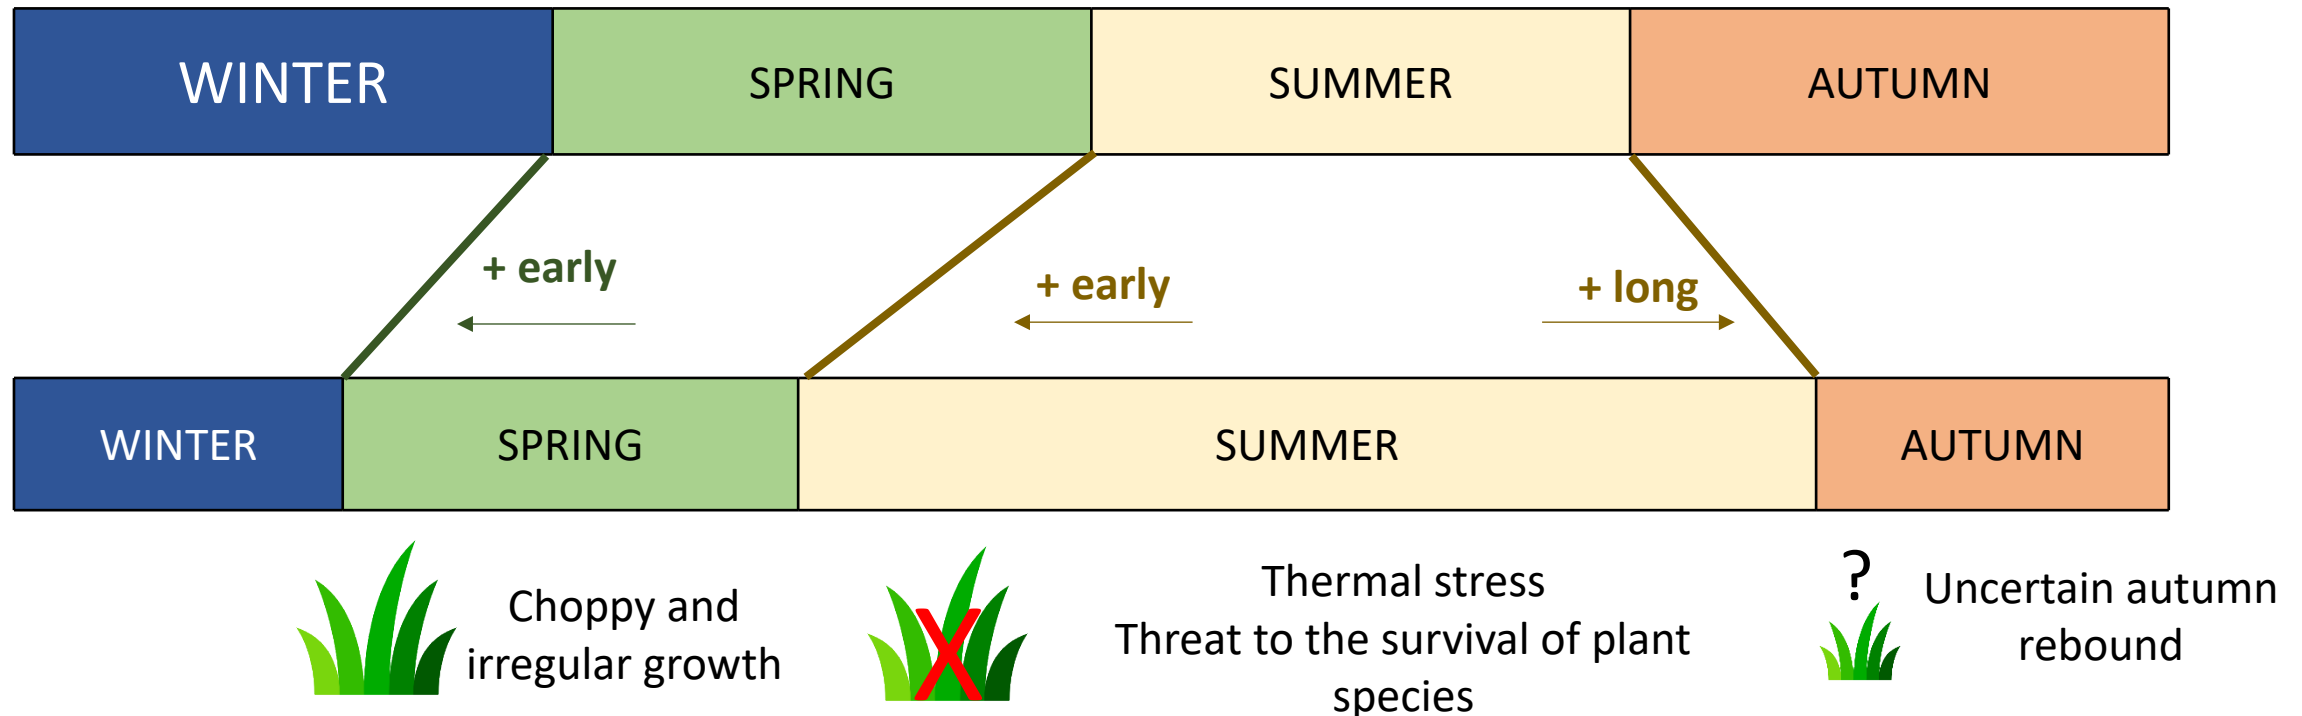 WINTER
SPRING
SUMMER
AUTUMN
+ early
+ early
+ long
WINTER
SPRING
SUMMER
AUTUMN
Choppy and
irregular growth
X
Thermal stress
Threat to the survival of plant
species
?
Uncertain autumn
rebound